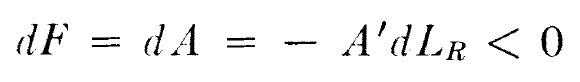 dF = dA = − A′dL_R < 0